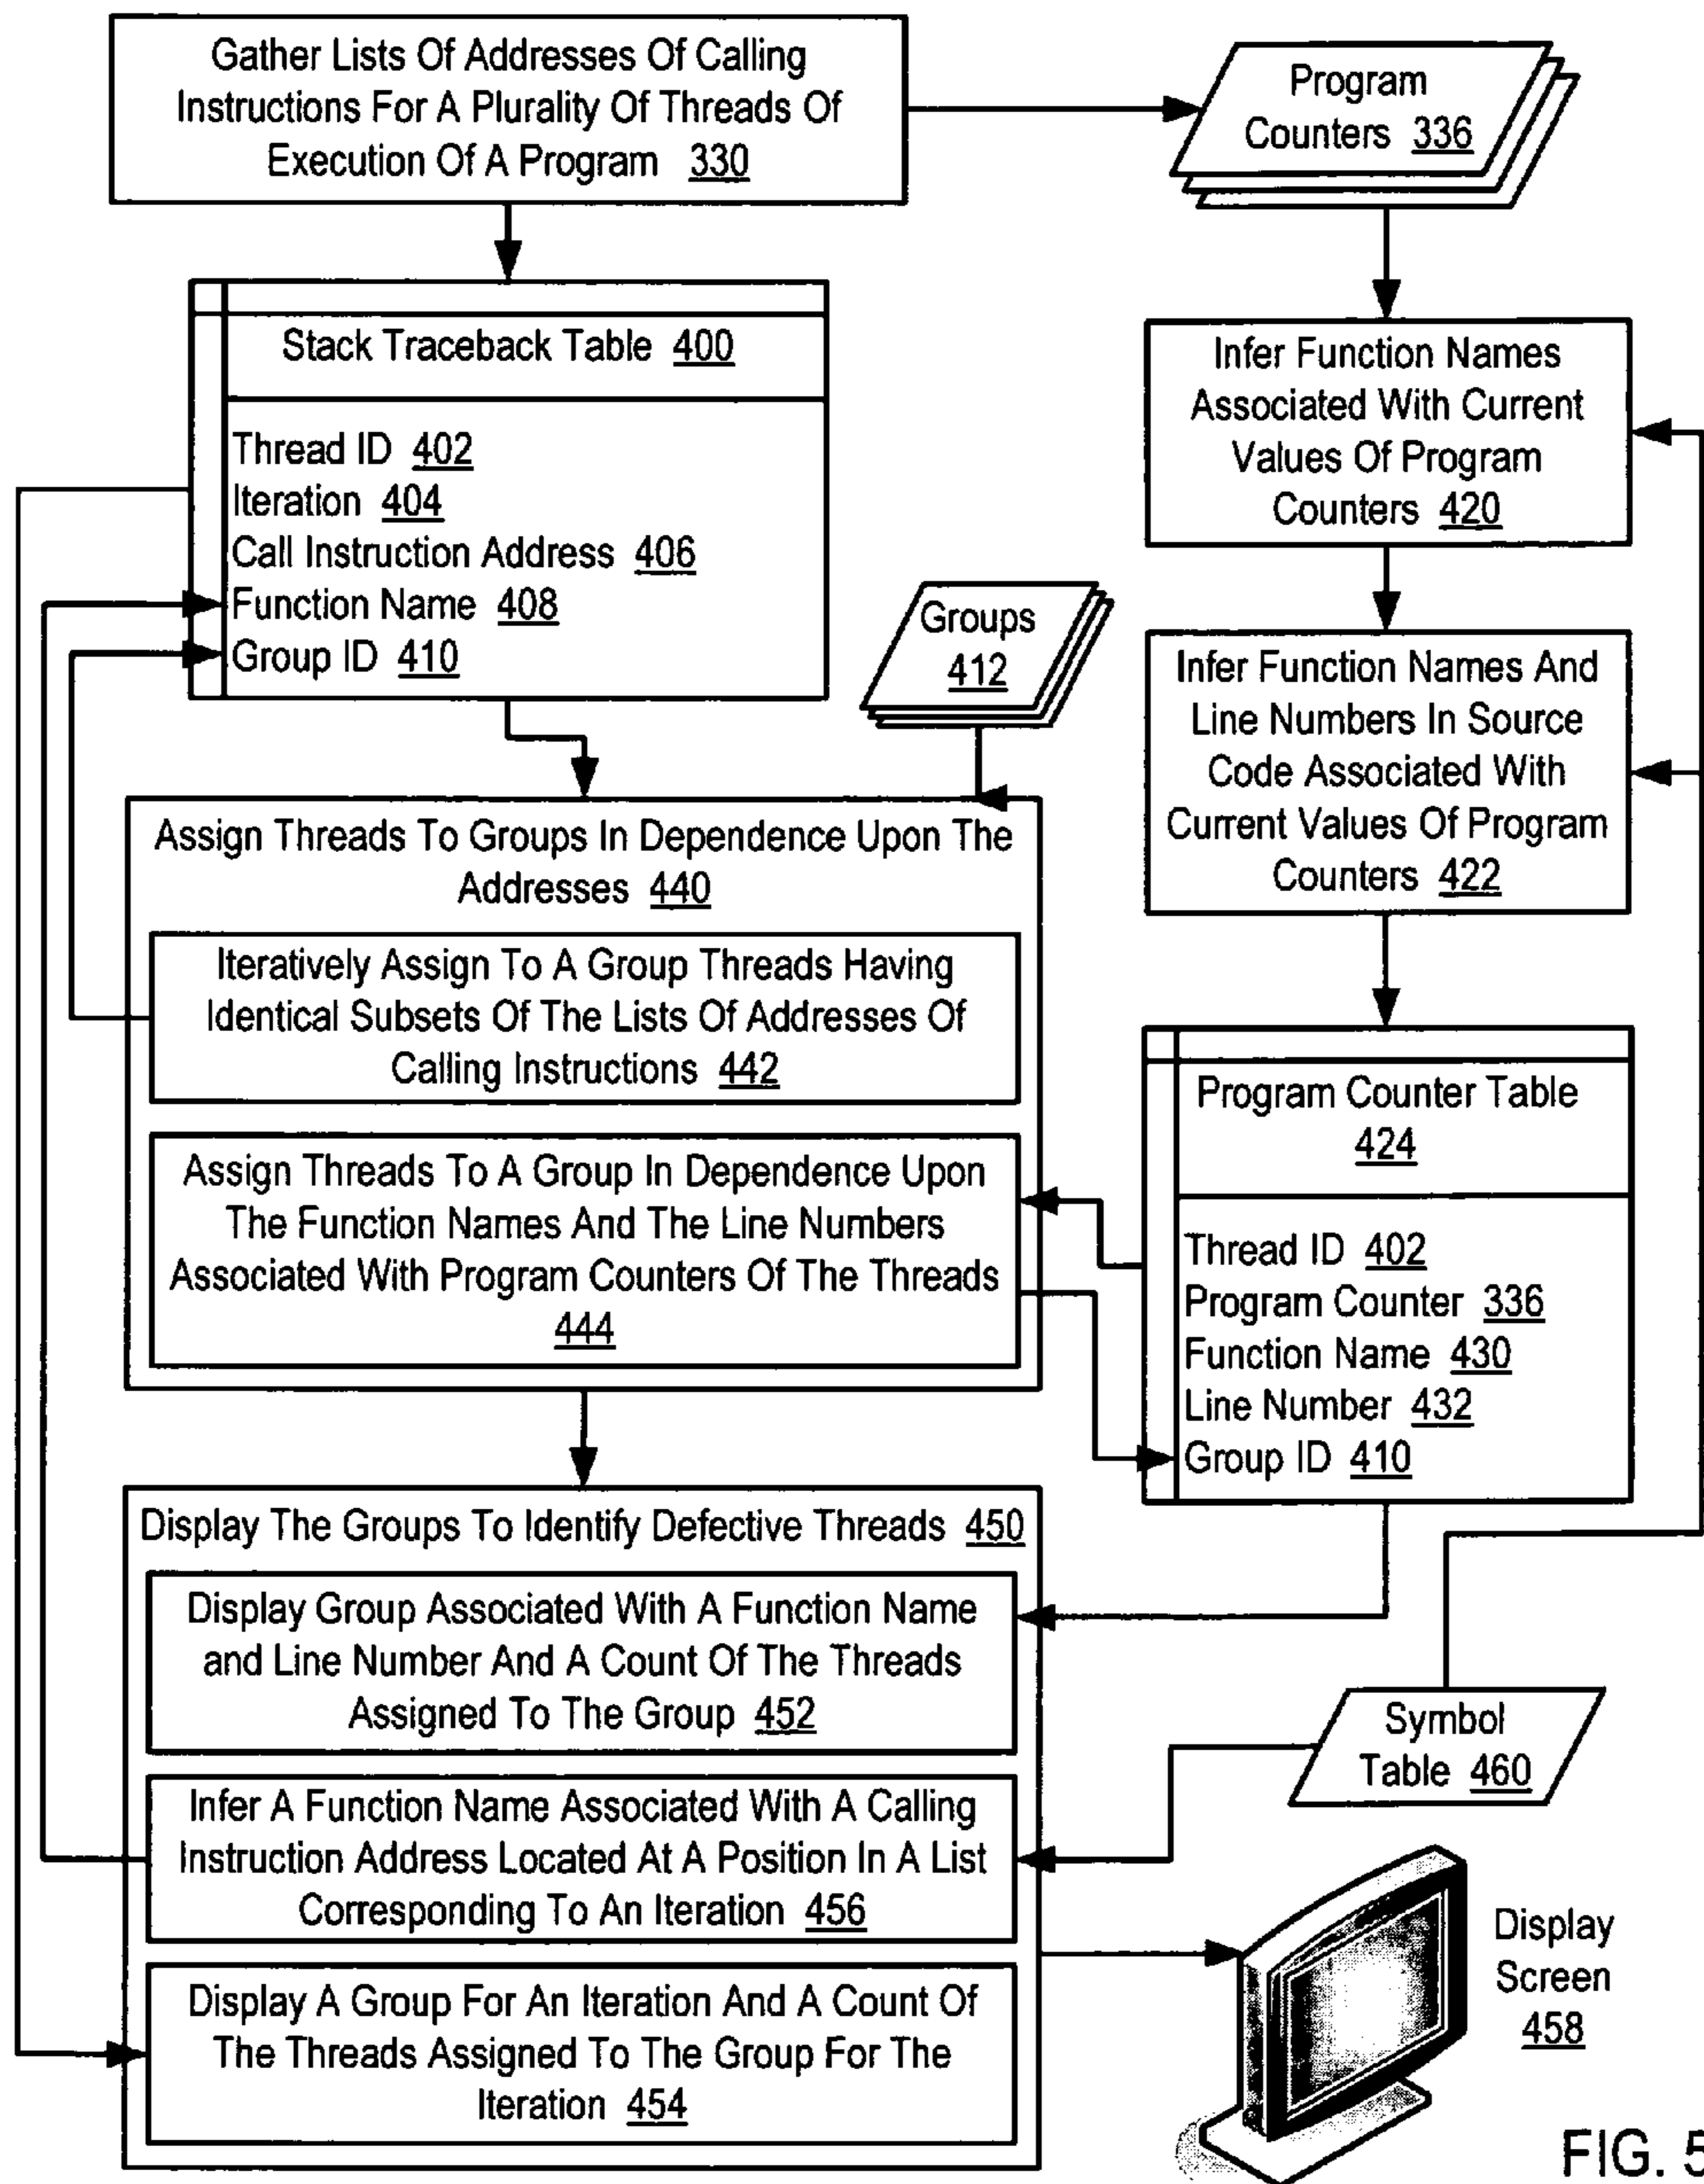 Gather Lists Of Addresses Of Calling
Instructions For A Plurality Of Threads Of
Execution Of A Program 330
Program
Counters 336
Stack Traceback Table 400
Thread ID 402
Iteration 404
Call Instruction Address 406
Function Name 408
Group ID 410
Groups
412
Infer Function Names
Associated With Current
Values Of Program
Counters 420
Infer Function Names And
Line Numbers In Source
Code Associated With
Current Values Of Program
Counters 422
Assign Threads To Groups In Dependence Upon The
Addresses 440
Iteratively Assign To A Group Threads Having
Identical Subsets Of The Lists Of Addresses Of
Calling Instructions 442
Assign Threads To A Group In Dependence Upon
The Function Names And The Line Numbers
Associated With Program Counters Of The Threads
444
Program Counter Table
424
Thread ID 402
Program Counter 336
Function Name 430
Line Number 432
Group ID 410
Display The Groups To Identify Defective Threads 450
Display Group Associated With A Function Name
and Line Number And A Count Of The Threads
Assigned To The Group 452
Infer A Function Name Associated With A Calling
Instruction Address Located At A Position In A List
Corresponding To An Iteration 456
Display A Group For An Iteration And A Count Of
The Threads Assigned To The Group For The
Iteration 454
Symbol
Table 460
Display
Screen
458
FIG. 5